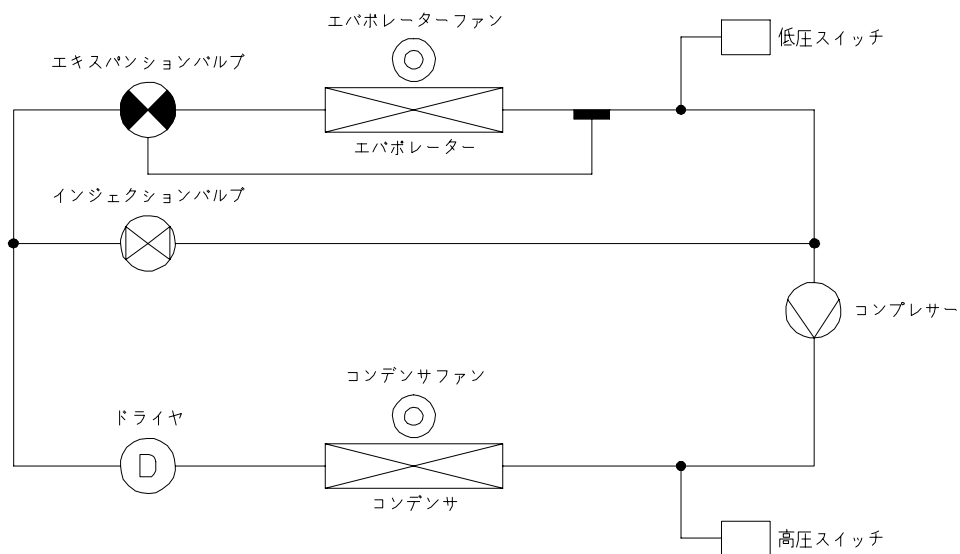 エバポレーターファン
低圧スイッチ
エキスパンションバルブ
エバポレーター
インジェクションバルブ
コンプレサー
コンデンサファン
ドライヤ
D
コンデンサ
高圧スイッチ